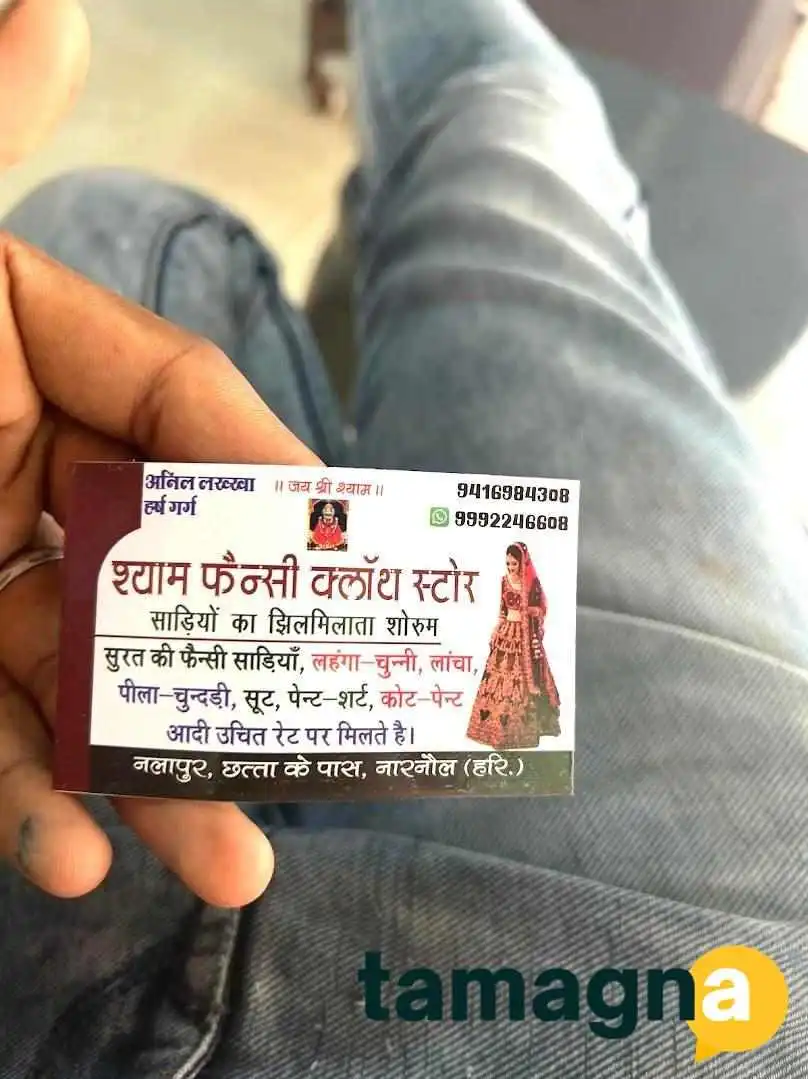 अनिल लख्खा
हर्ष गर्ग
॥ जय श्री श्याम ॥
9416984308
9992246608
श्याम फैन्सी क्लॉथ स्टोर
साड़ियों का झिलमिलाता शोरुम
सुरत की फैन्सी साड़ियाँ, लहंगा-चुन्नी, लांचा,
पीला-चुन्दड़ी, सूट, पेन्ट-शर्ट, कोट-पेन्ट
आदी उचित रेट पर मिलते है।
नलापुर, छत्ता के पास, नारनौल (हरि.)
tamagna